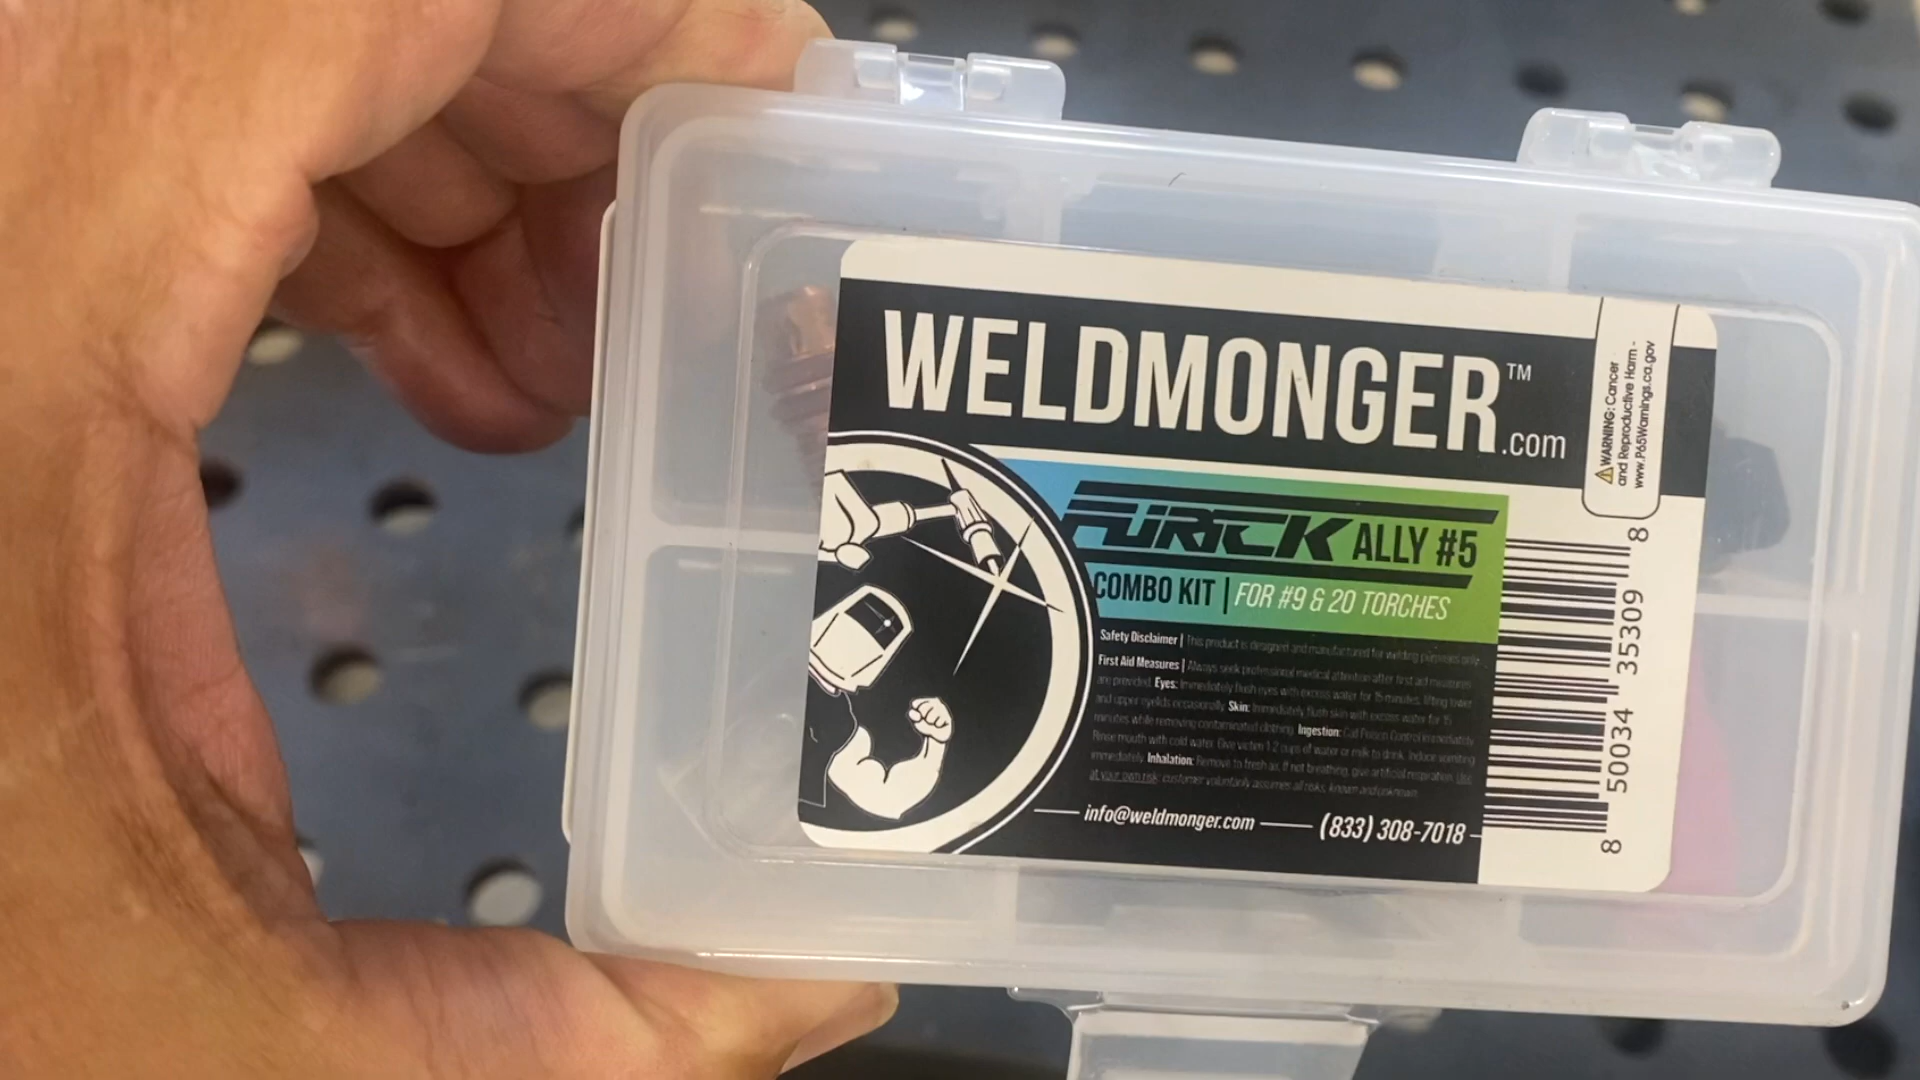 WELDMONGER™.com
⚠WARNING: Cancer
and Reproductive Harm -
www.P65Warnings.ca.gov
FURICK ALLY #5
COMBO KIT | FOR #9 & 20 TORCHES
Safety Disclaimer | This product is designed and manufactured for welding purposes only.
First Aid Measures | Always seek professional medical attention after first aid measures
are provided. Eyes: Immediately flush eyes with excess water for 15 minutes, lifting lower
and upper eyelids occasionally. Skin: Immediately flush skin with excess water for 15
minutes while removing contaminated clothing. Ingestion: Call Poison Control immediately.
Rinse mouth with cold water. Give victim 1-2 cups of water or milk to drink. Induce vomiting
immediately. Inhalation: Remove to fresh air. If not breathing, give artificial respiration. Use
at your own risk: customer voluntarily assumes all risks, known and unknown.
info@weldmonger.com — (833) 308-7018
8 50034 35309 8